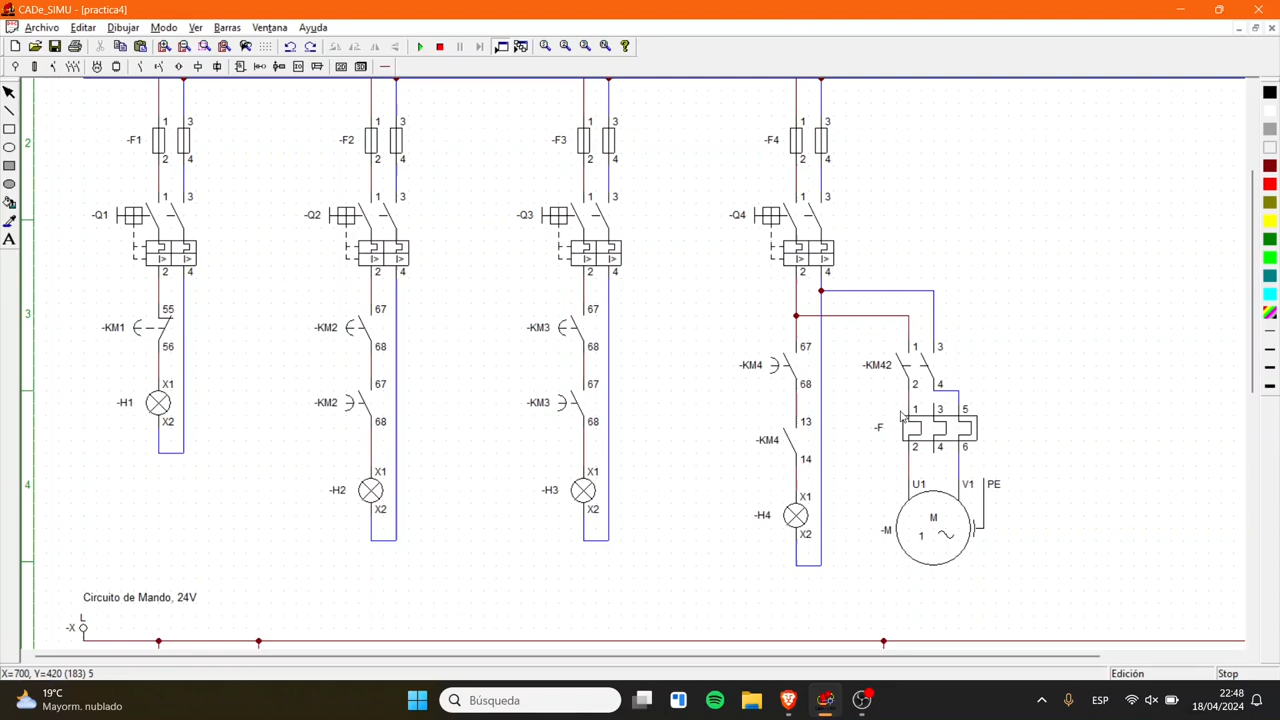 CADe_SIMU - [practica4]
Archivo Editar Dibujar Modo Ver Barras Ventana Ayuda
2
1 3 1 3 1 3 1 3
-F1 -F2 -F3 -F4
2 4 2 4 2 4 2 4
1 3 1 3 1 3 1 3
-Q1 -Q2 -Q3 -Q4
I> I> I> I> I> I> I> I>
2 4 2 4 2 4 2 4
3
55 67 67
-KM1 -KM2 -KM3
56 68 68
67 1 3
-KM4 -KM42
68 2 4
X1 67 67
-H1 -KM2 -KM3
X2 68 68
1 3 5
13 -F
-KM4 2 4 6
14
4
X1 X1 U1 V1 PE
-H2 -H3
X2 X2
X1
-H4 -M M
X2 1
Circuito de Mando, 24V
L
-X
X=700, Y=420 (183) 5 Edición Stop
19°C
Mayorm. nublado
Búsqueda
ESP
22:48
18/04/2024